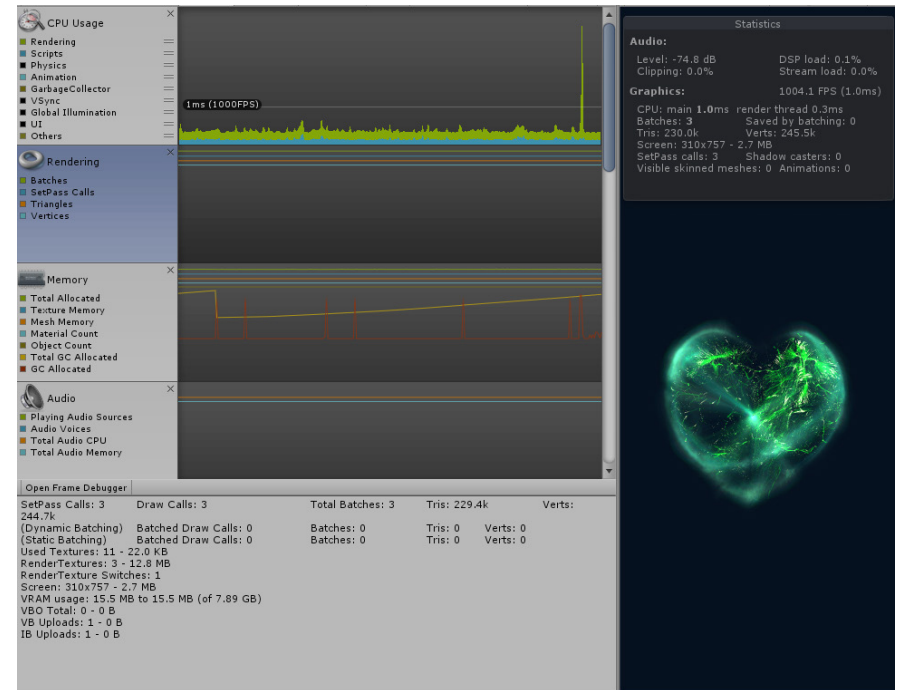 CPU Usage
Rendering
Scripts
Physics
Animation
GarbageCollector
VSync
Global Illumination
UI
Others
1ms (1000FPS)
Rendering
Batches
SetPass Calls
Triangles
Vertices
Memory
Total Allocated
Texture Memory
Mesh Memory
Material Count
Object Count
Total GC Allocated
GC Allocated
Audio
Playing Audio Sources
Audio Voices
Total Audio CPU
Total Audio Memory
Open Frame Debugger
SetPass Calls: 3 Draw Calls: 3 Total Batches: 3 Tris: 229.4k Verts:
244.7k
(Dynamic Batching) Batched Draw Calls: 0 Batches: 0 Tris: 0 Verts: 0
(Static Batching) Batched Draw Calls: 0 Batches: 0 Tris: 0 Verts: 0
Used Textures: 11 - 22.0 KB
RenderTextures: 3 - 12.8 MB
RenderTexture Switches: 1
Screen: 310x757 - 2.7 MB
VRAM usage: 15.5 MB to 15.5 MB (of 7.89 GB)
VBO Total: 0 - 0 B
VB Uploads: 1 - 0 B
IB Uploads: 1 - 0 B
Statistics
Audio:
Level: -74.8 dB DSP load: 0.1%
Clipping: 0.0% Stream load: 0.0%
Graphics: 1004.1 FPS (1.0ms)
CPU: main 1.0ms render thread 0.3ms
Batches: 3 Saved by batching: 0
Tris: 230.0k Verts: 245.5k
Screen: 310x757 - 2.7 MB
SetPass calls: 3 Shadow casters: 0
Visible skinned meshes: 0 Animations: 0